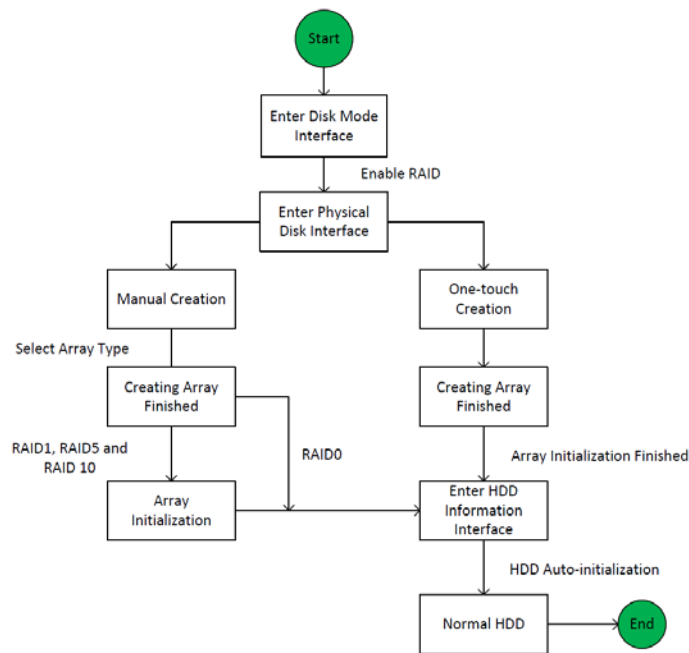 Start
Enter Disk Mode
Interface
Enable RAID
Enter Physical
Disk Interface
Manual Creation
One-touch
Creation
Select Array Type
Creating Array
Finished
Creating Array
Finished
RAID1, RAID5 and
RAID 10
RAID0
Array Initialization Finished
Array
Initialization
Enter HDD
Information
Interface
HDD Auto-initialization
Normal HDD
End